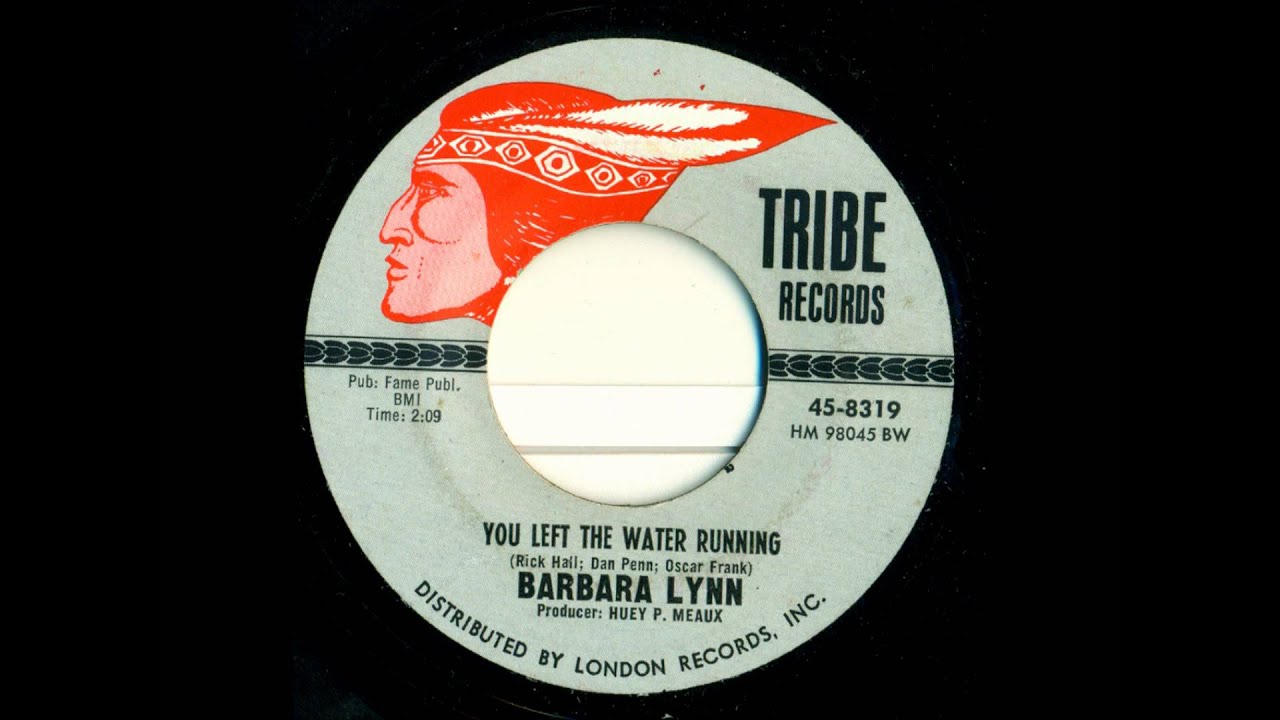 TRIBE
RECORDS
Pub: Fame Publ.
BMI
Time: 2:09
45-8319
HM 98045 BW
YOU LEFT THE WATER RUNNING
(Rick Hall; Dan Penn; Oscar Frank)
BARBARA LYNN
Producer: HUEY P. MEAUX
DISTRIBUTED BY LONDON RECORDS, INC.